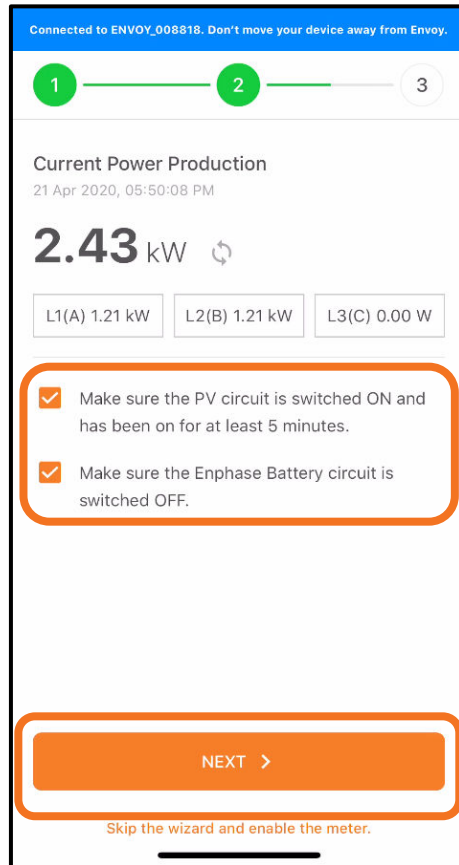 Connected to ENVOY_008818. Don't move your device away from Envoy.
1 2 3
Current Power Production
21 Apr 2020, 05:50:08 PM
2.43 kW
L1(A) 1.21 kW L2(B) 1.21 kW L3(C) 0.00 W
Make sure the PV circuit is switched ON and
has been on for at least 5 minutes.
Make sure the Enphase Battery circuit is
switched OFF.
NEXT >
Skip the wizard and enable the meter.